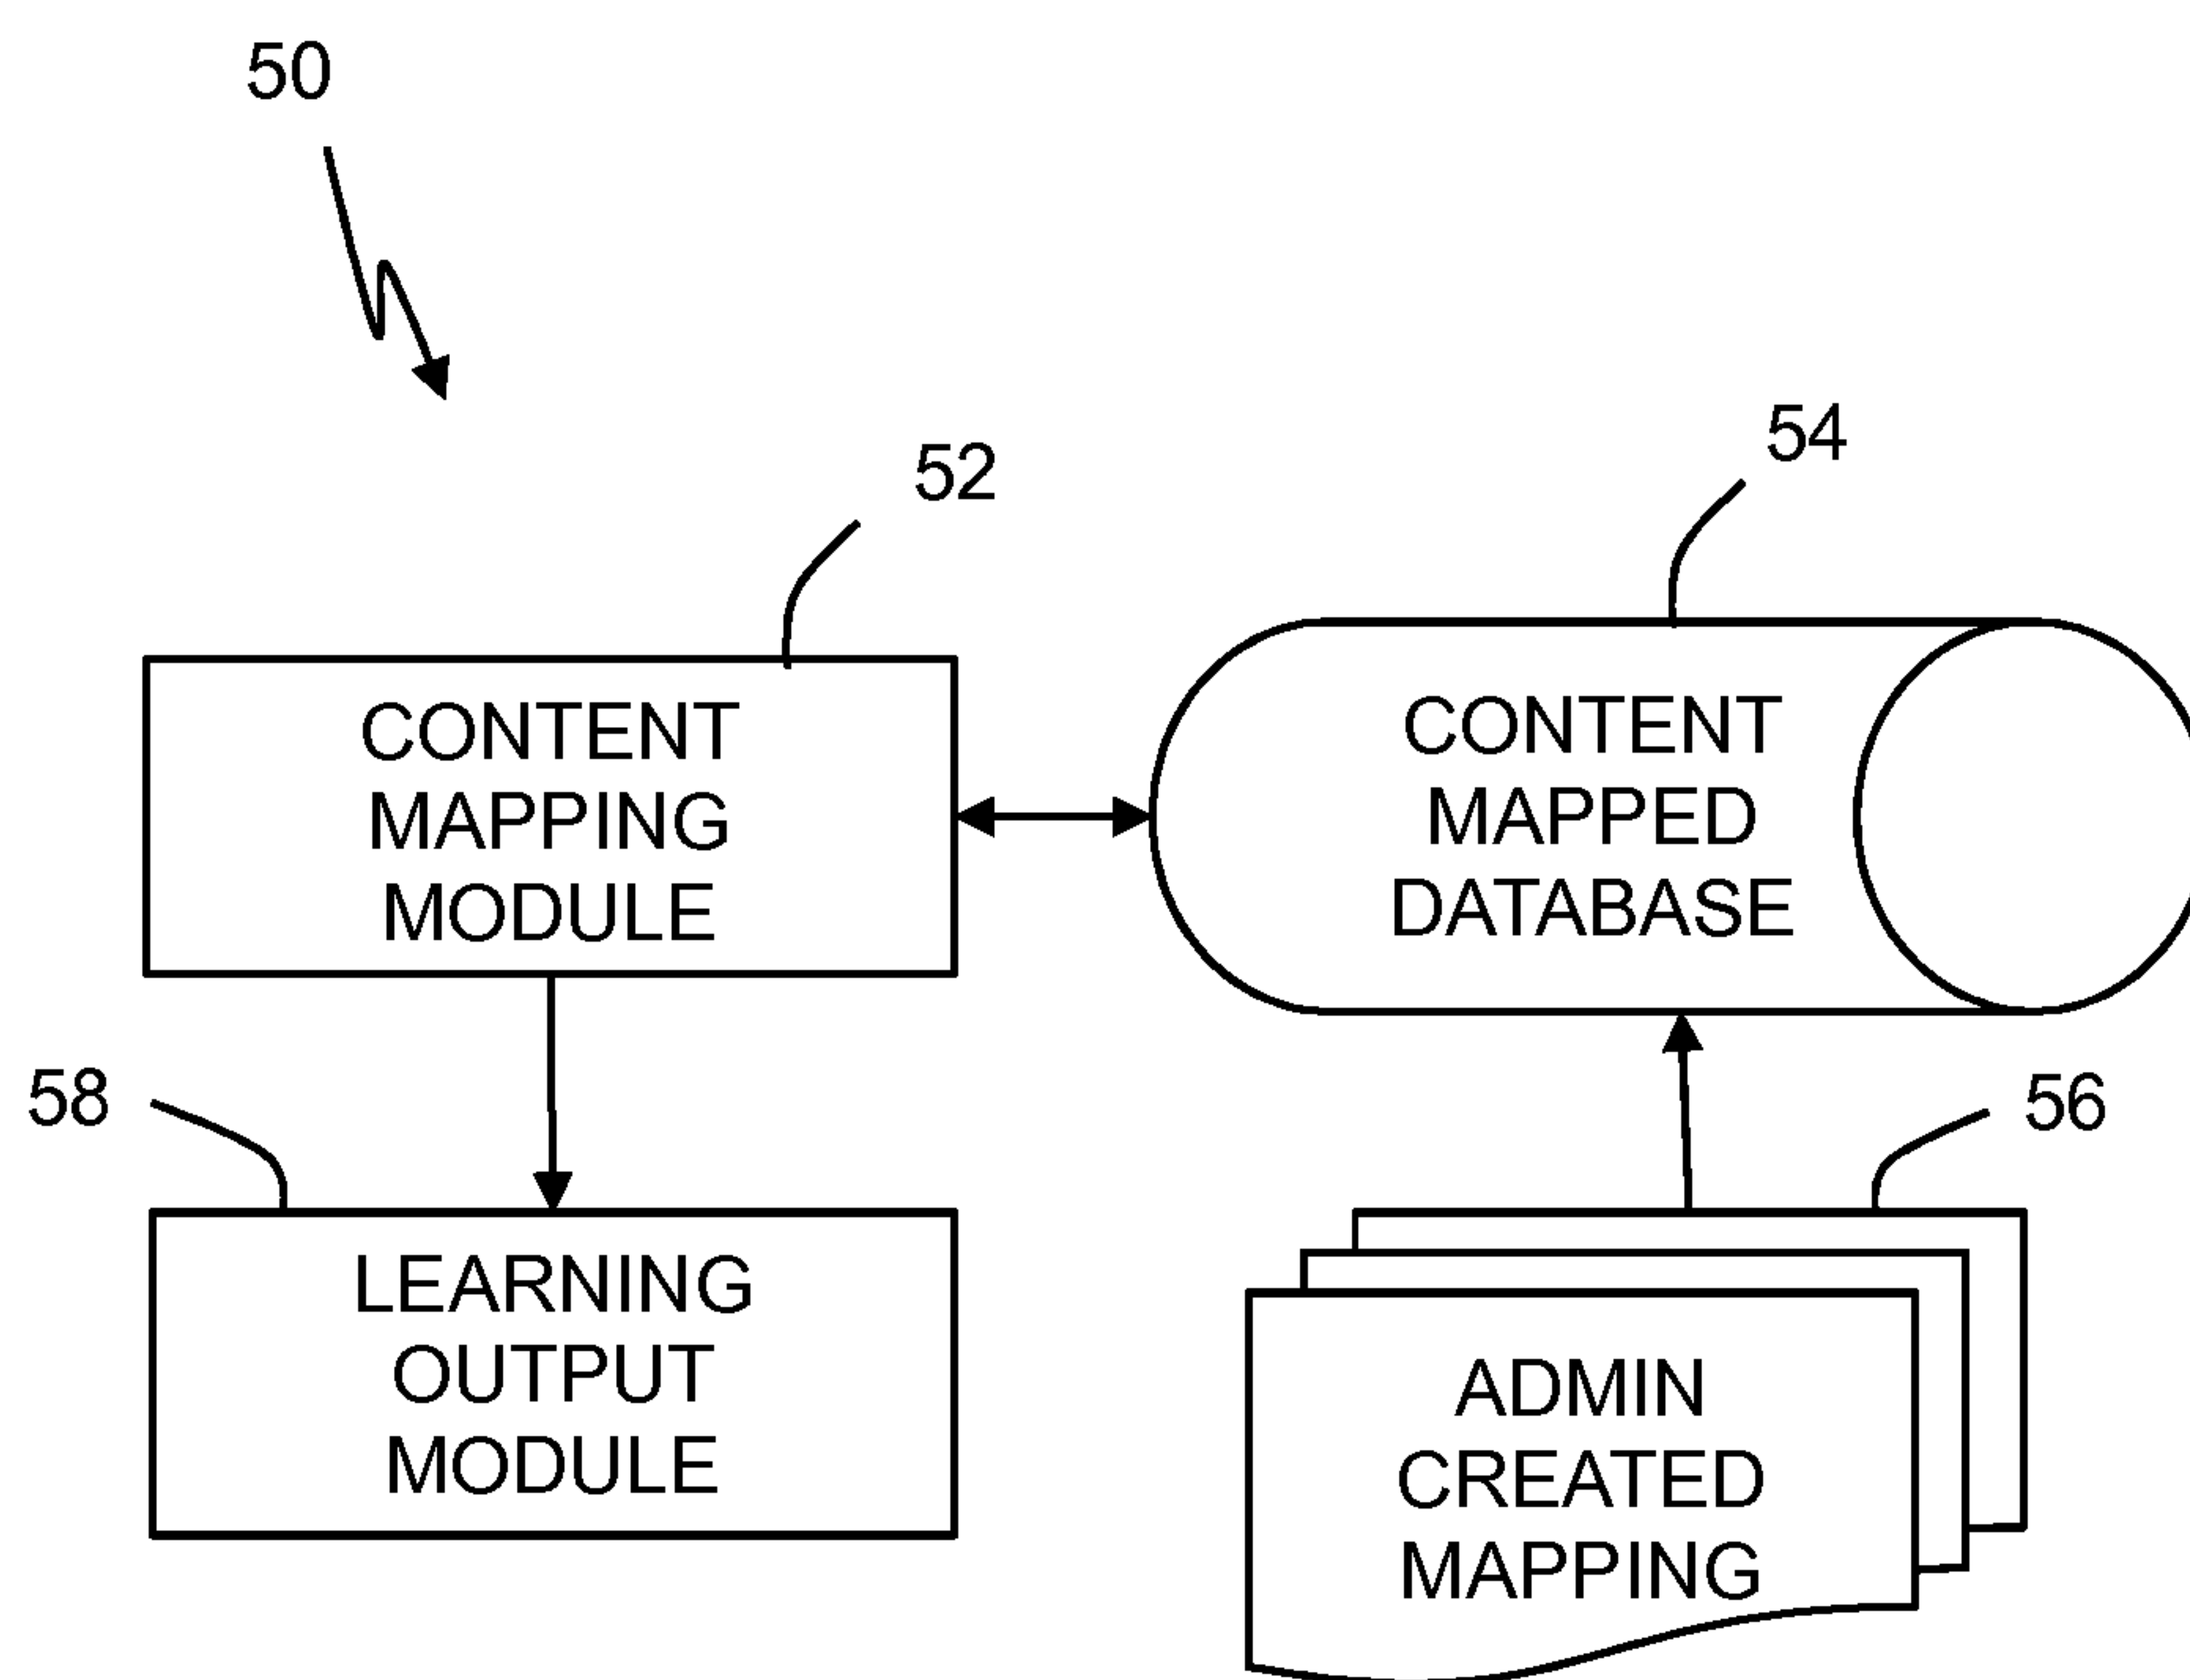 50
52
54
CONTENT
MAPPING
MODULE
CONTENT
MAPPED
DATABASE
58
56
LEARNING
OUTPUT
MODULE
ADMIN
CREATED
MAPPING